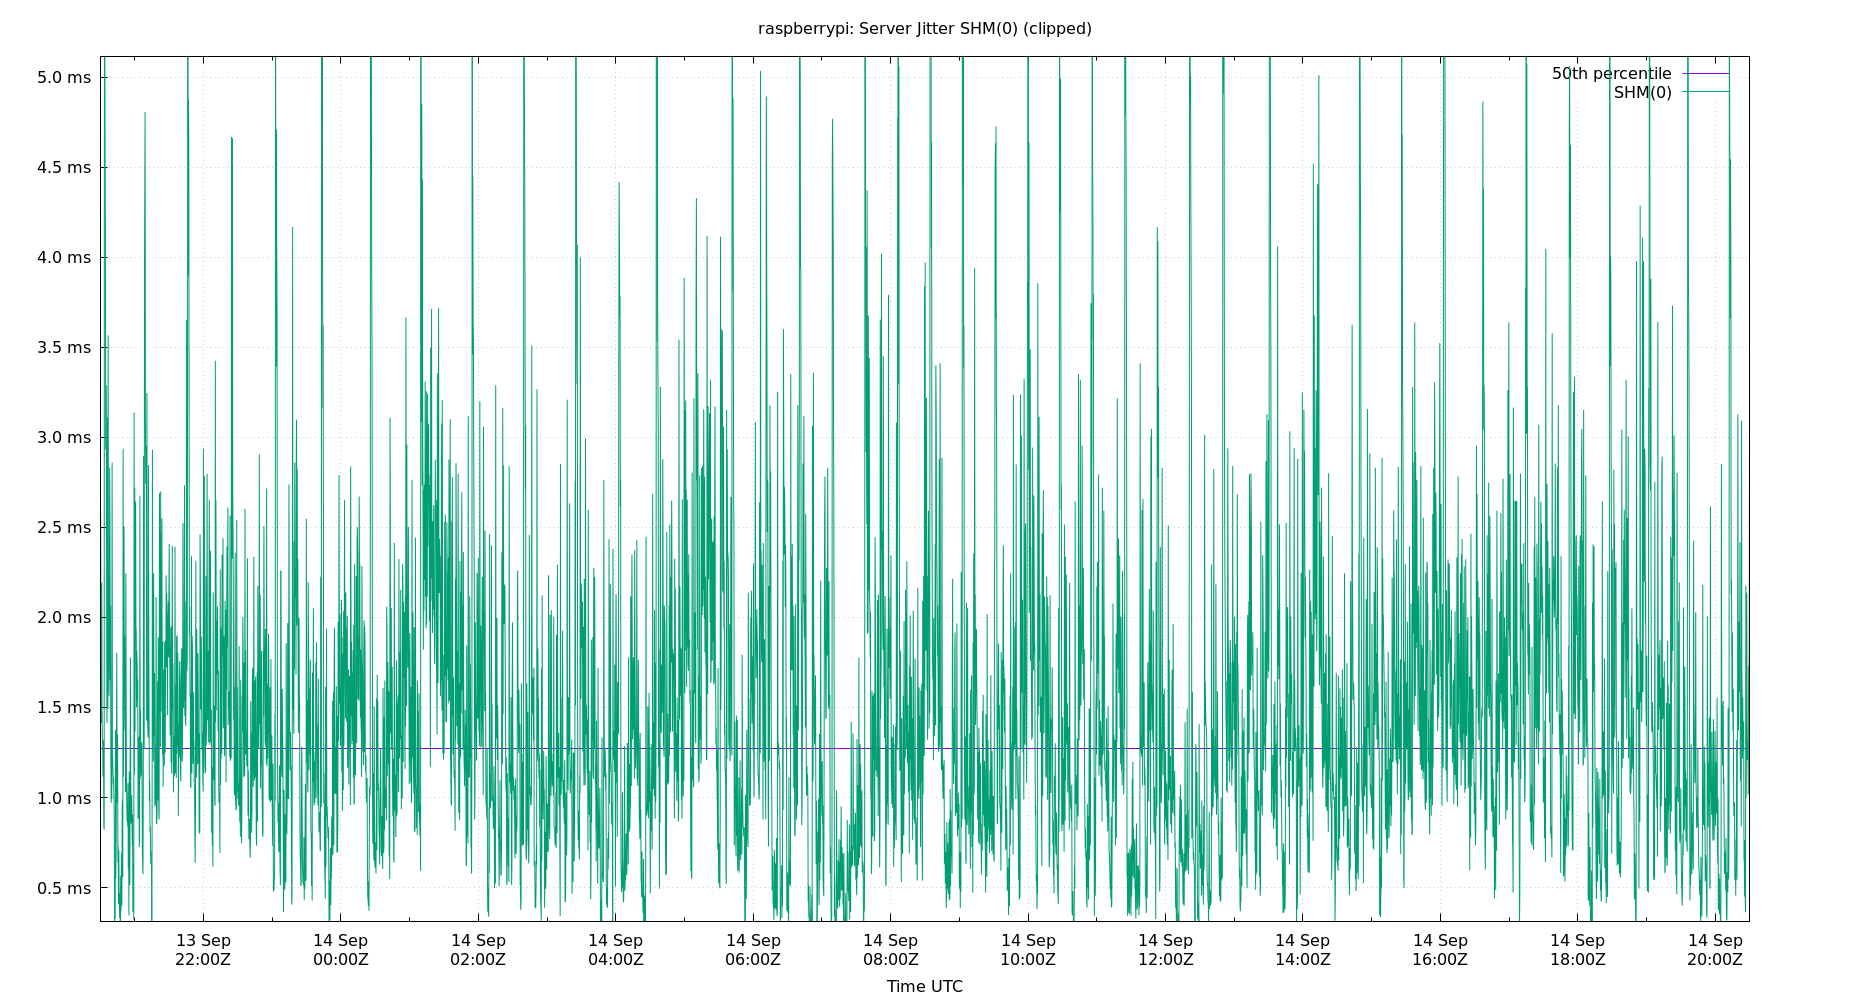 raspberrypi: Server Jitter SHM(0) (clipped)
50th percentile
SHM(0)
5.0 ms
4.5 ms
4.0 ms
3.5 ms
3.0 ms
2.5 ms
2.0 ms
1.5 ms
1.0 ms
0.5 ms
13 Sep 14 Sep 14 Sep 14 Sep 14 Sep 14 Sep 14 Sep 14 Sep 14 Sep 14 Sep 14 Sep 14 Sep
22:00Z 00:00Z 02:00Z 04:00Z 06:00Z 08:00Z 10:00Z 12:00Z 14:00Z 16:00Z 18:00Z 20:00Z
Time UTC